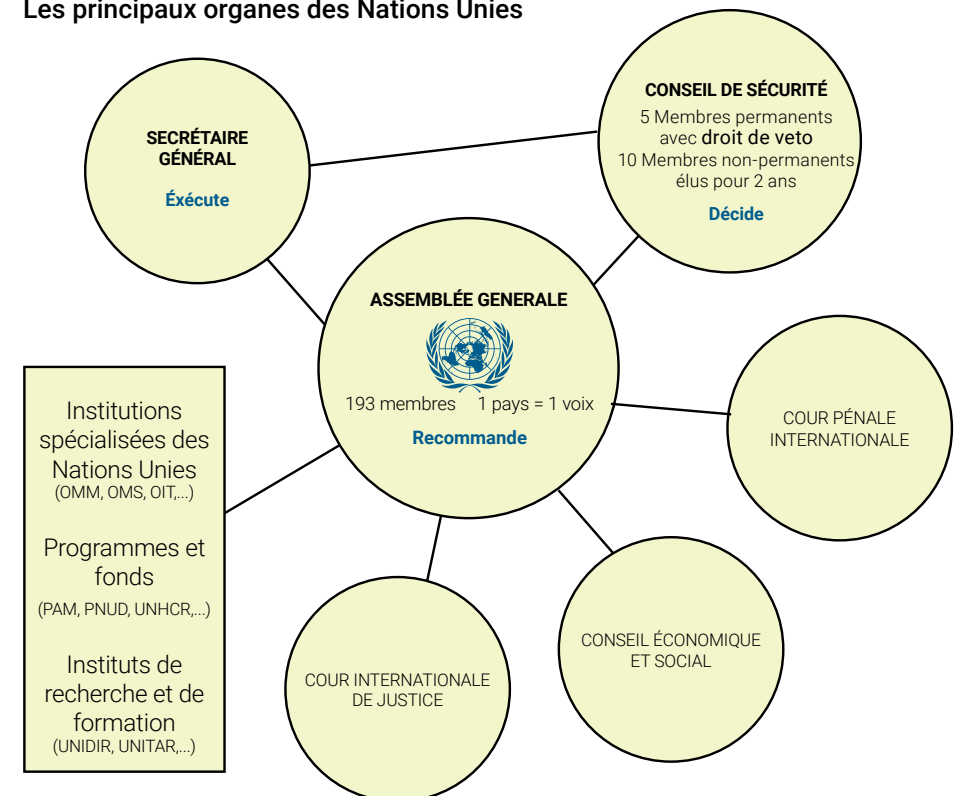 Les principaux organes des Nations Unies
SECRÉTAIRE
GÉNÉRAL
Éxécute
CONSEIL DE SÉCURITÉ
5 Membres permanents
avec droit de veto
10 Membres non-permanents
élus pour 2 ans
Décide
ASSEMBLÉE GENERALE
193 membres 1 pays = 1 voix
Recommande
COUR PÉNALE
INTERNATIONALE
Institutions
spécialisées des
Nations Unies
(OMM, OMS, OIT,...)
Programmes et
fonds
(PAM, PNUD, UNHCR,...)
Instituts de
recherche et de
formation
(UNIDIR, UNITAR,...)
COUR INTERNATIONALE
DE JUSTICE
CONSEIL ÉCONOMIQUE
ET SOCIAL